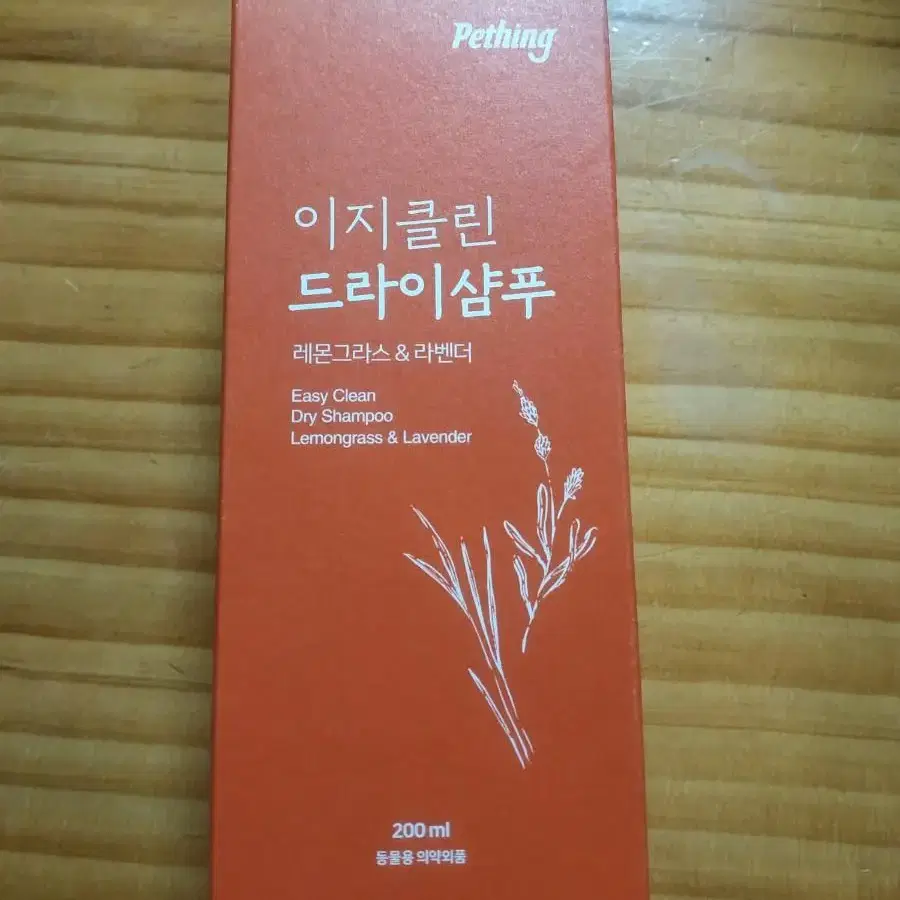 Pething
이지클린
드라이샴푸
레몬그라스 & 라벤더
Easy Clean
Dry Shampoo
Lemongrass & Lavender
200 ml
동물용 의약외품